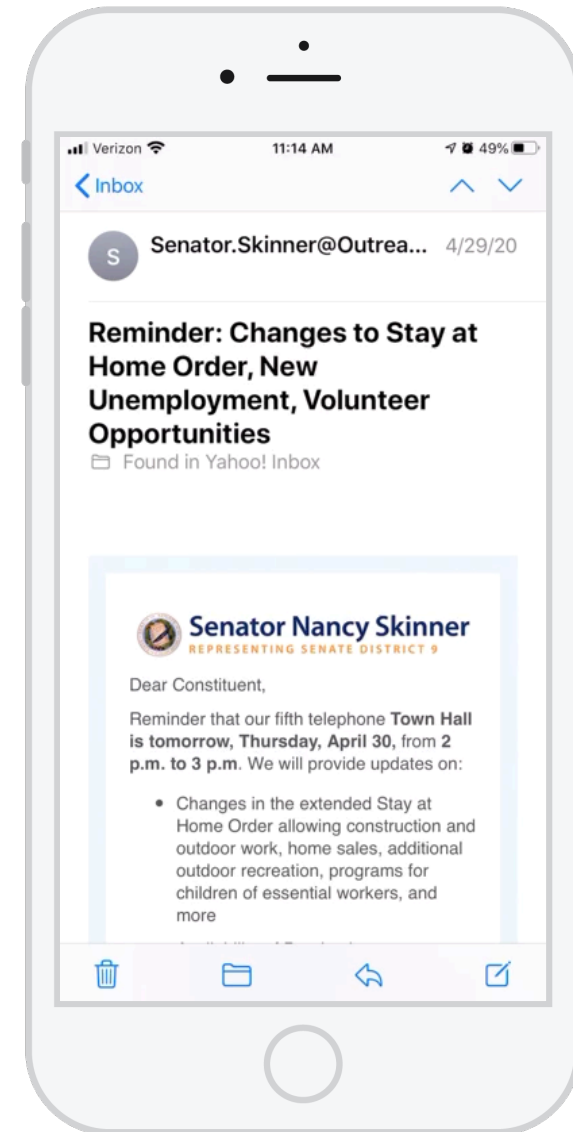 Verizon 11:14 AM 49%
Inbox
S Senator.Skinner@Outrea... 4/29/20
Reminder: Changes to Stay at
Home Order, New
Unemployment, Volunteer
Opportunities
Found in Yahoo! Inbox
Senator Nancy Skinner
REPRESENTING SENATE DISTRICT 9
Dear Constituent,
Reminder that our fifth telephone Town Hall
is tomorrow, Thursday, April 30, from 2
p.m. to 3 p.m. We will provide updates on:
• Changes in the extended Stay at
Home Order allowing construction and
outdoor work, home sales, additional
outdoor recreation, programs for
children of essential workers, and
more